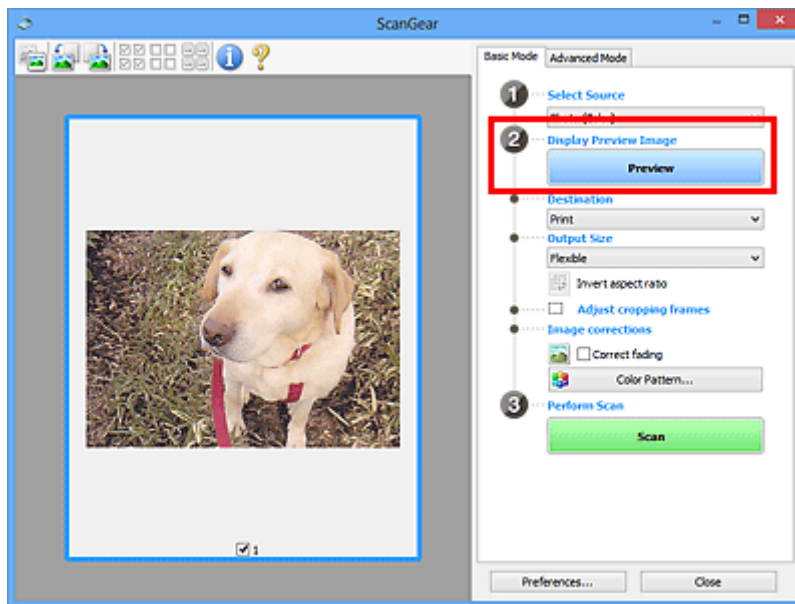 ScanGear
Basic Mode
Advanced Mode
1
Select Source
2
Display Preview Image
Preview
Destination
Print
Output Size
Flexible
Invert aspect ratio
Adjust cropping frames
Image corrections
Correct fading
Color Pattern...
3
Perform Scan
Scan
1
Preferences...
Close